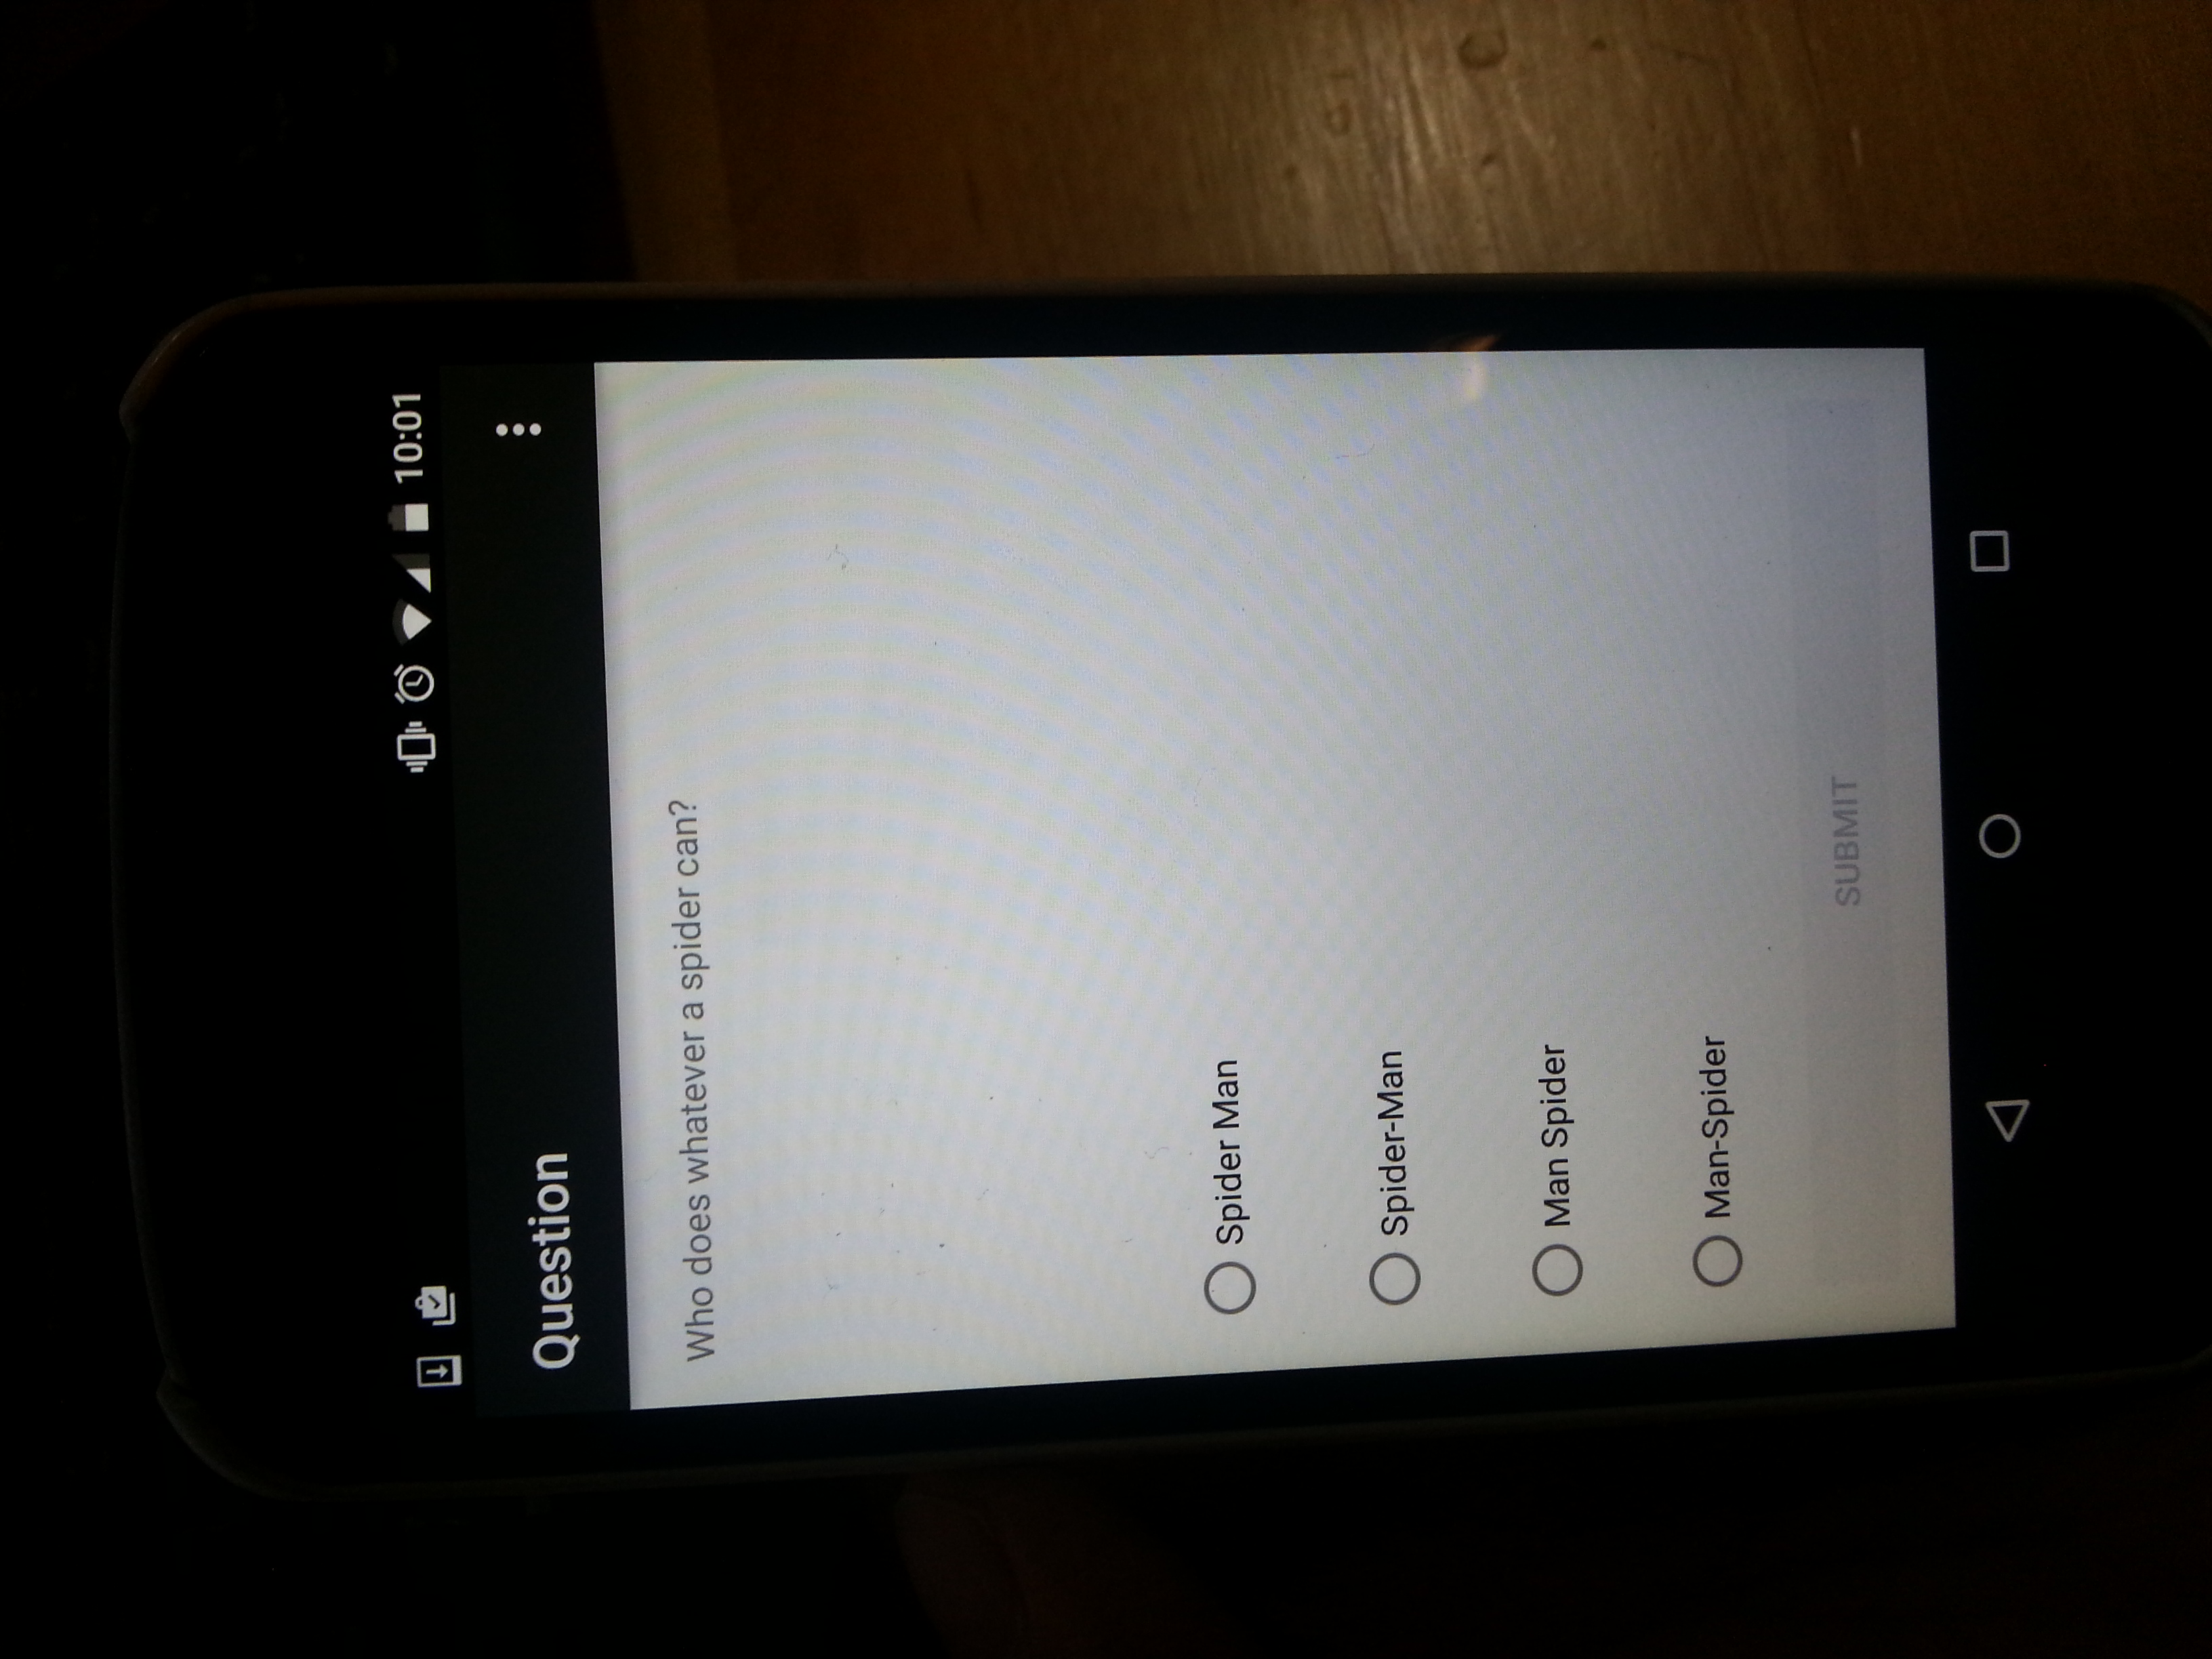 10:01
Question
Who does whatever a spider can?
Spider Man
Spider-Man
Man Spider
Man-Spider
SUBMIT